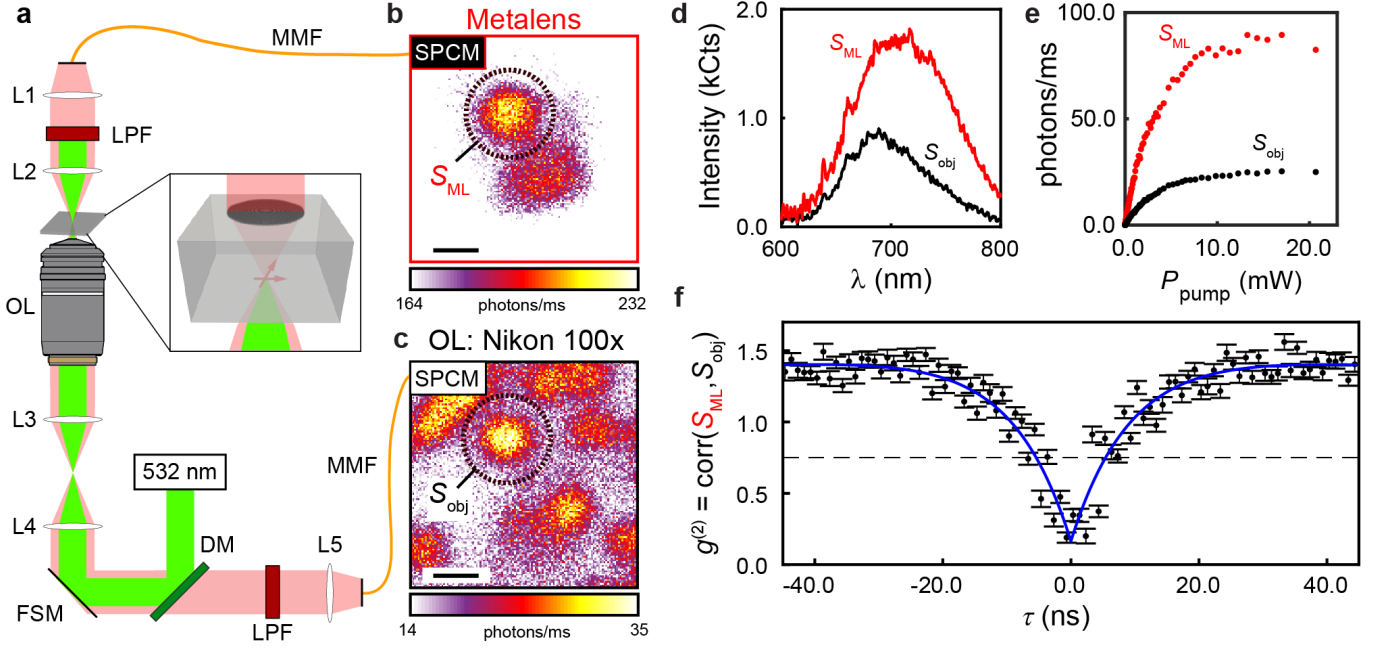 a
MMF
L1
LPF
L2
OL
L3
532 nm
L4
DM
L5
FSM
LPF
MMF
b
Metalens
SPCM
S_ML
164
photons/ms
232
c
OL: Nikon 100x
SPCM
S_obj
14
photons/ms
35
d
Intensity (kCts)
2.0
1.0
0.0
S_ML
S_obj
600
700
800
λ (nm)
e
photons/ms
100.0
50.0
0.0
S_ML
S_obj
0.0
10.0
20.0
P_pump (mW)
f
g^(2) = corr(S_ML, S_obj)
1.5
1.0
0.5
0.0
-40.0
-20.0
0.0
20.0
40.0
τ (ns)